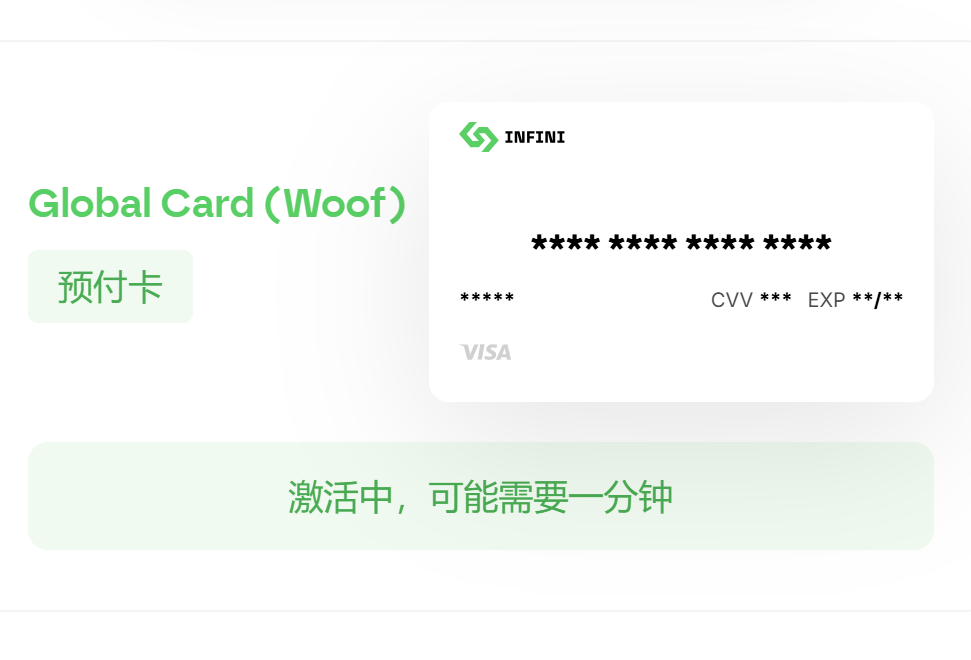 INFINI
Global Card (Woof)
预付卡
**** **** **** ****
***** CVV *** EXP **/**
VISA
激活中，可能需要一分钟